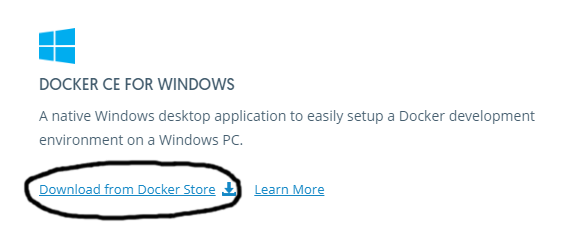 DOCKER CE FOR WINDOWS
A native Windows desktop application to easily setup a Docker development
environment on a Windows PC.
Download from Docker Store Learn More